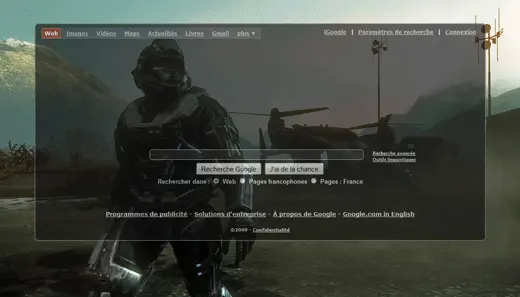 Web Images Vidéos Maps Actualités Livres Gmail plus ▼
iGoogle | Paramètres de recherche | Connexion
Recherche avancée
Outils linguistiques
Recherche Google J'ai de la chance
Rechercher dans : Web Pages francophones Pages : France
Programmes de publicité - Solutions d'entreprise - À propos de Google - Google.com in English
©2009 - Confidentialité